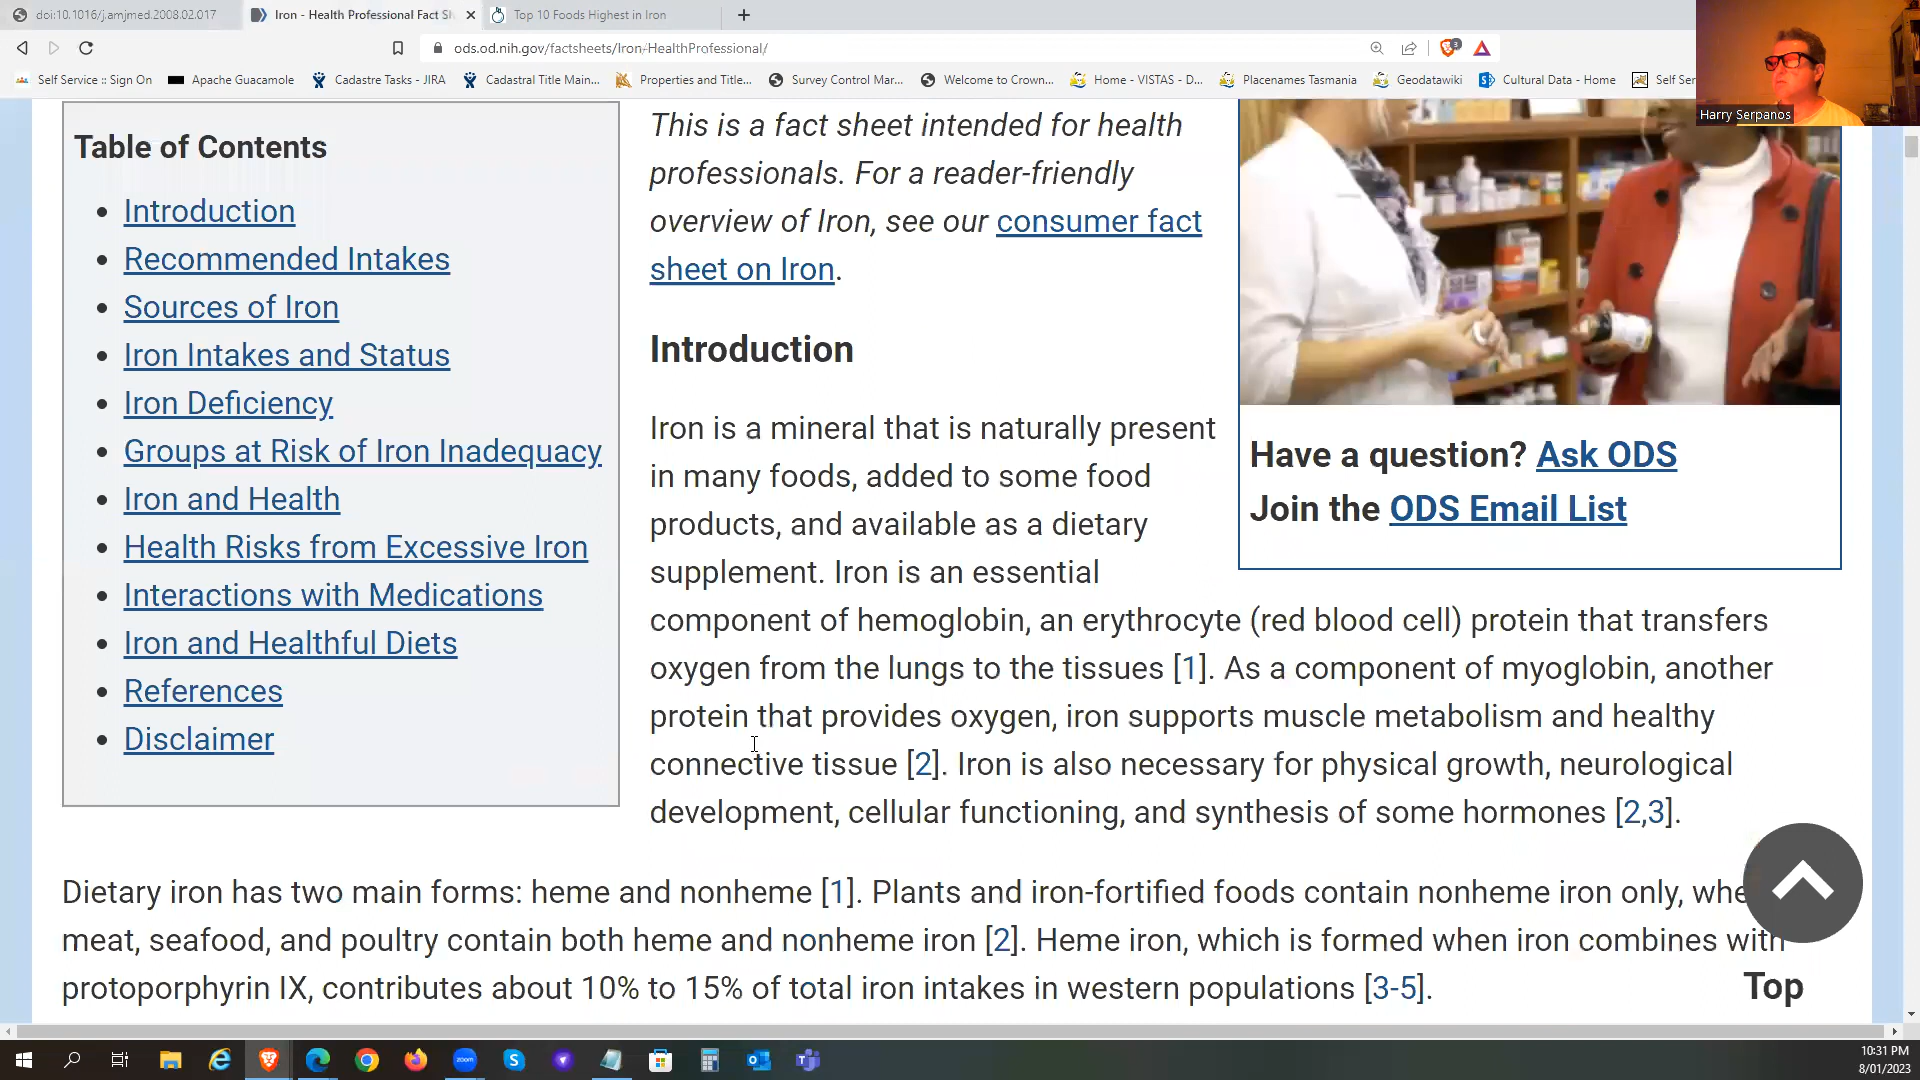 doi:10.1016/j.amjmed.2008.02.017
Iron - Health Professional Fact Sh
Top 10 Foods Highest in Iron
ods.od.nih.gov/factsheets/Iron-HealthProfessional/
3
Self Service :: Sign On
Apache Guacamole
Cadastre Tasks - JIRA
Cadastral Title Main...
Properties and Title...
Survey Control Mar...
Welcome to Crown...
Home - VISTAS - D...
Placenames Tasmania
Geodatawiki
Cultural Data - Home
Self Ser
Harry Serpanos
Table of Contents
Introduction
Recommended Intakes
Sources of Iron
Iron Intakes and Status
Iron Deficiency
Groups at Risk of Iron Inadequacy
Iron and Health
Health Risks from Excessive Iron
Interactions with Medications
Iron and Healthful Diets
References
Disclaimer
This is a fact sheet intended for health
professionals. For a reader-friendly
overview of Iron, see our consumer fact
sheet on Iron.
Introduction
Iron is a mineral that is naturally present
in many foods, added to some food
products, and available as a dietary
supplement. Iron is an essential
component of hemoglobin, an erythrocyte (red blood cell) protein that transfers
oxygen from the lungs to the tissues [1]. As a component of myoglobin, another
protein that provides oxygen, iron supports muscle metabolism and healthy
connective tissue [2]. Iron is also necessary for physical growth, neurological
development, cellular functioning, and synthesis of some hormones [2,3].
Have a question? Ask ODS
Join the ODS Email List
Dietary iron has two main forms: heme and nonheme [1]. Plants and iron-fortified foods contain nonheme iron only, whe
meat, seafood, and poultry contain both heme and nonheme iron [2]. Heme iron, which is formed when iron combines with
protoporphyrin IX, contributes about 10% to 15% of total iron intakes in western populations [3-5].
Top
zoom
10:31 PM
8/01/2023